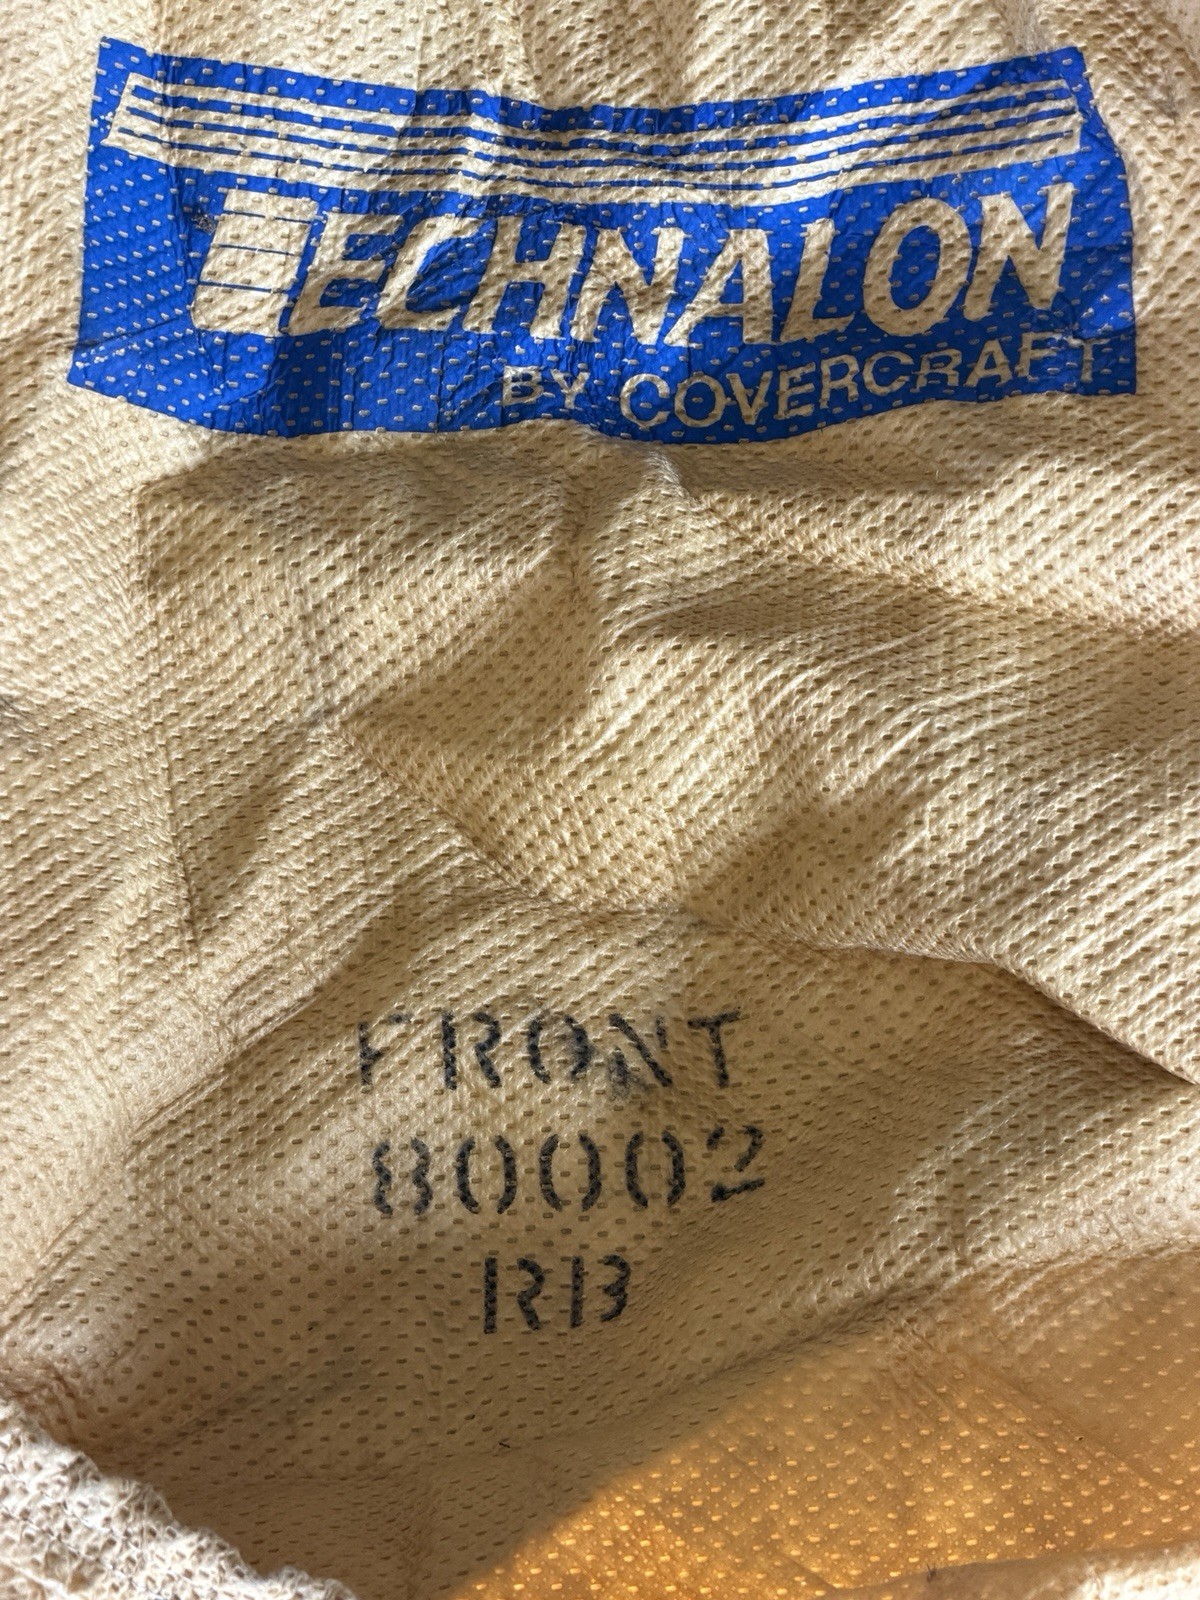 TECHNALON
BY COVERCRAFT
FRONT
80002
RB